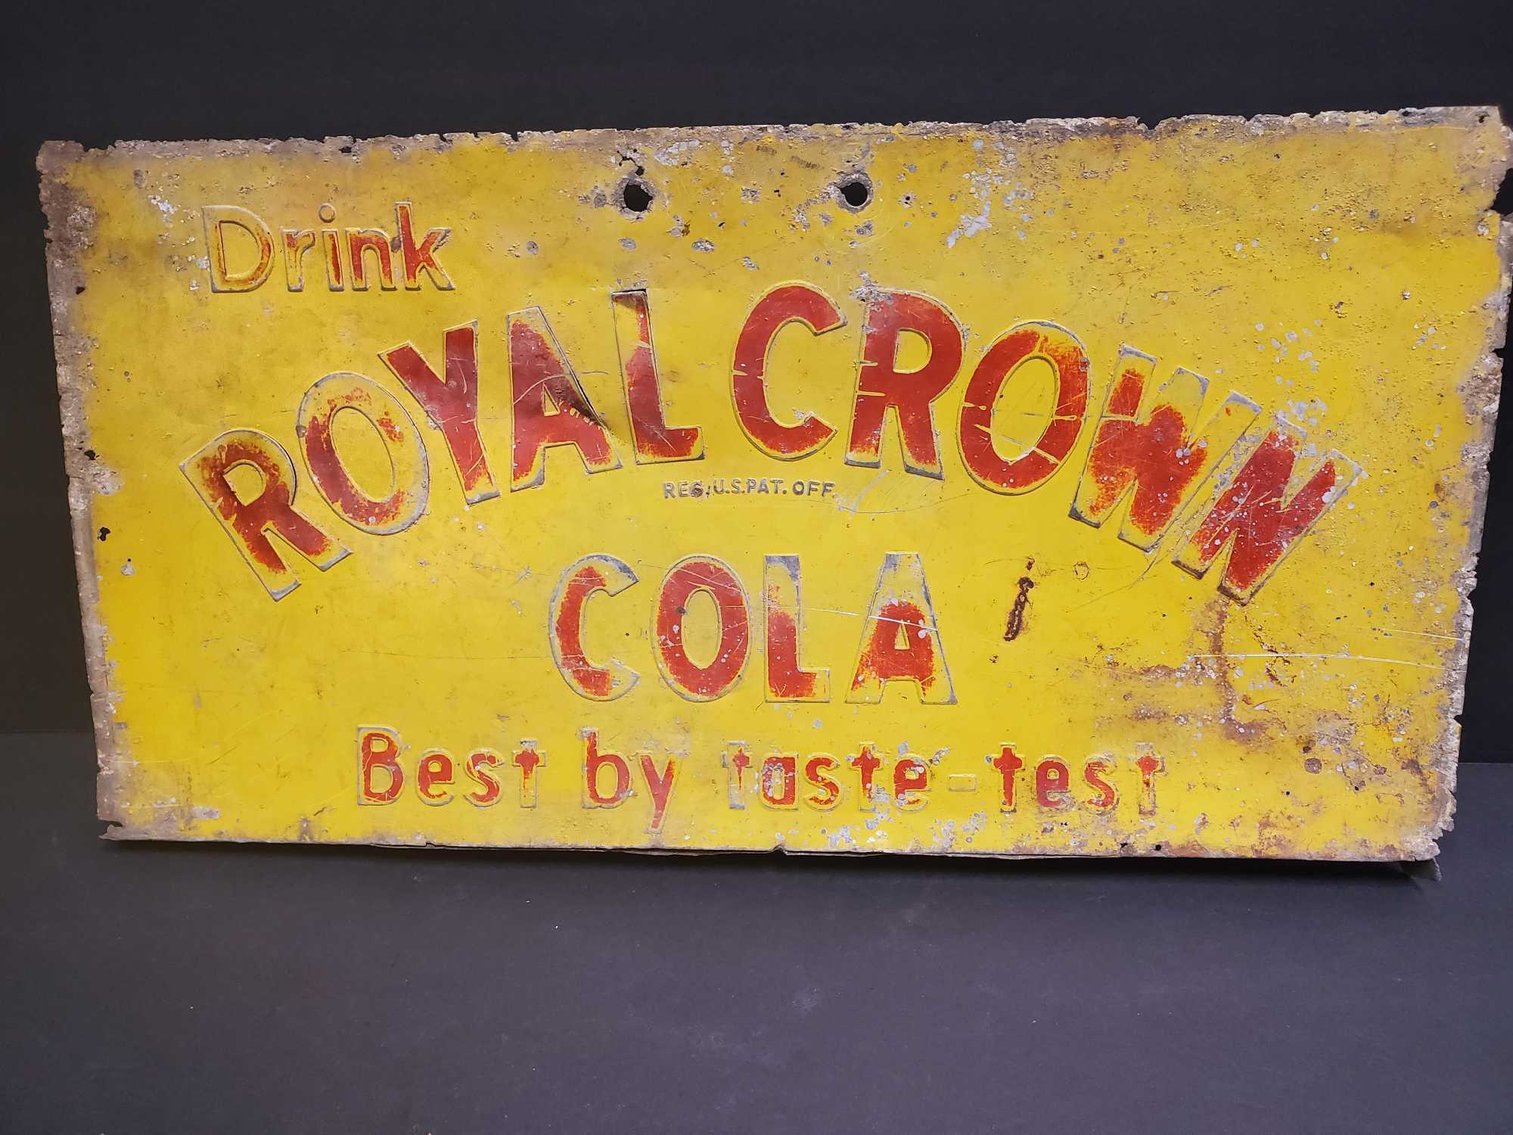 Drink
ROYAL CROWN
REG. U.S. PAT. OFF.
COLA
Best by taste-test